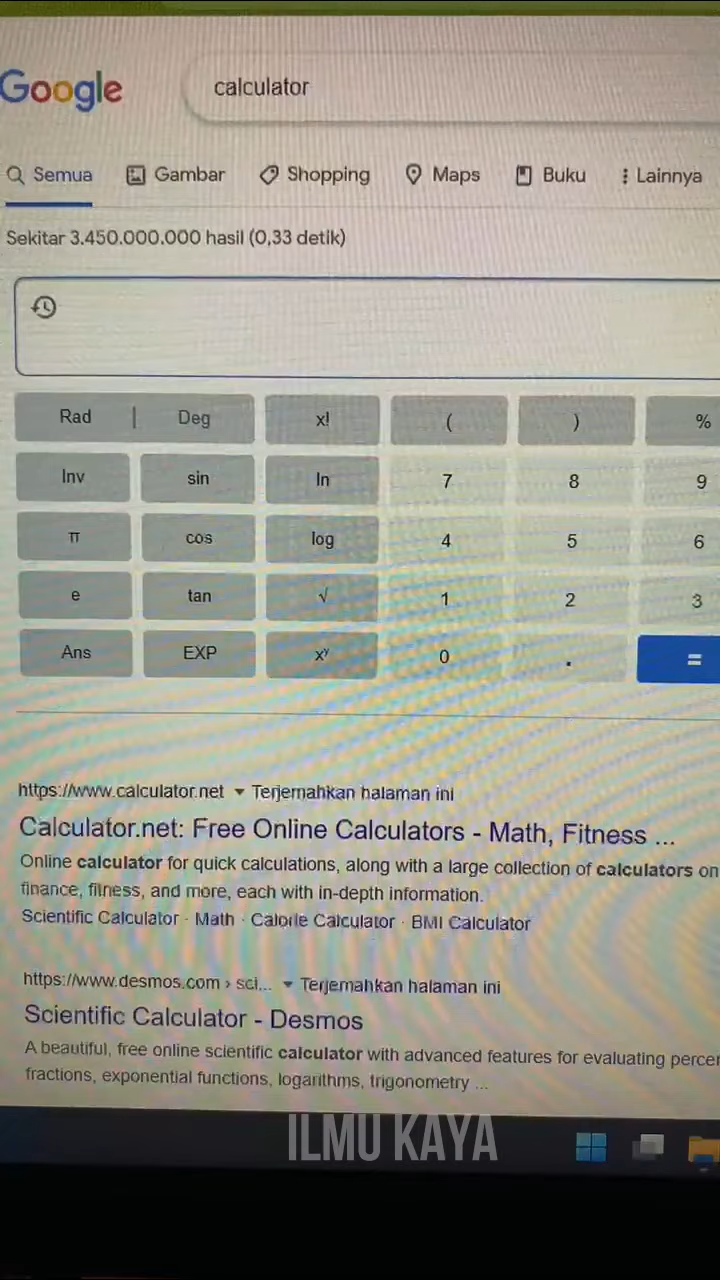 Google
calculator
Semua Gambar Shopping Maps Buku Lainnya
Sekitar 3.450.000.000 hasil (0,33 detik)
Rad | Deg x! ( ) %
Inv sin ln 7 8 9
π cos log 4 5 6
e tan √ 1 2 3
Ans EXP xʸ 0 . =
https://www.calculator.net Terjemahkan halaman ini
Calculator.net: Free Online Calculators - Math, Fitness ...
Online calculator for quick calculations, along with a large collection of calculators on
finance, fitness, and more, each with in-depth information.
Scientific Calculator · Math · Calorie Calculator · BMI Calculator
https://www.desmos.com › sci... Terjemahkan halaman ini
Scientific Calculator - Desmos
A beautiful, free online scientific calculator with advanced features for evaluating percen
fractions, exponential functions, logarithms, trigonometry ...
ILMU KAYA